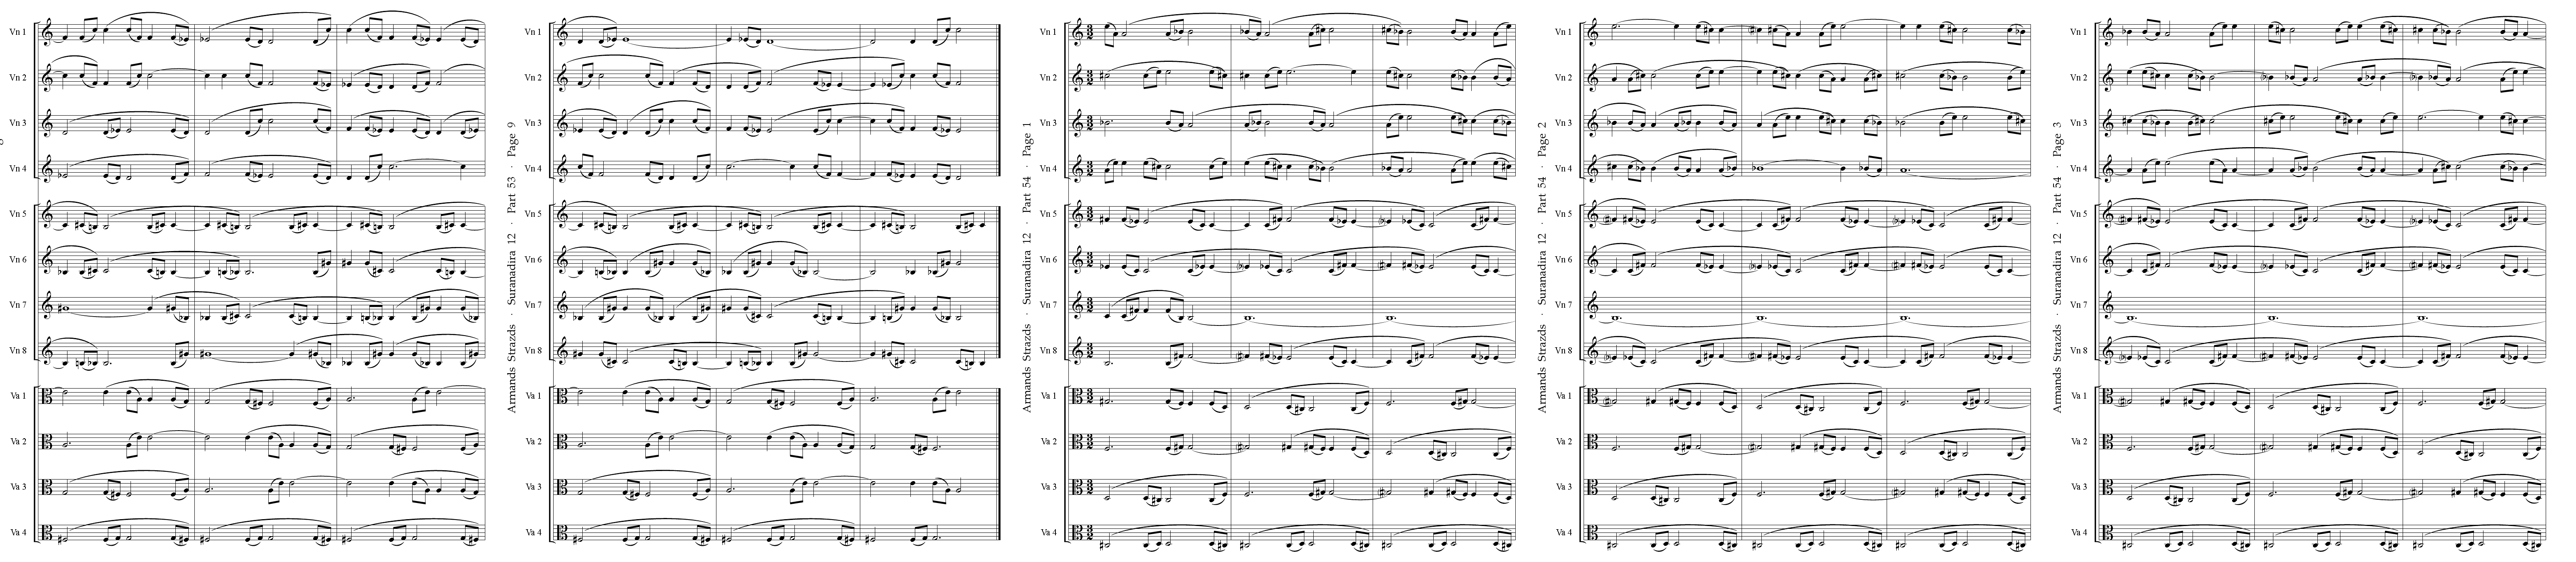 Vn 1
Vn 2
Vn 3
Vn 4
Vn 5
Vn 6
Vn 7
Vn 8
Va 1
Va 2
Va 3
Va 4
Armands Strazds · Suranadira 12 · Part 53 · Page 9
Vn 1
Vn 2
Vn 3
Vn 4
Vn 5
Vn 6
Vn 7
Vn 8
Va 1
Va 2
Va 3
Va 4
Armands Strazds · Suranadira 12 · Part 54 · Page 1
Vn 1
Vn 2
Vn 3
Vn 4
Vn 5
Vn 6
Vn 7
Vn 8
Va 1
Va 2
Va 3
Va 4
Armands Strazds · Suranadira 12 · Part 54 · Page 2
Vn 1
Vn 2
Vn 3
Vn 4
Vn 5
Vn 6
Vn 7
Vn 8
Va 1
Va 2
Va 3
Va 4
Armands Strazds · Suranadira 12 · Part 54 · Page 3
Vn 1
Vn 2
Vn 3
Vn 4
Vn 5
Vn 6
Vn 7
Vn 8
Va 1
Va 2
Va 3
Va 4